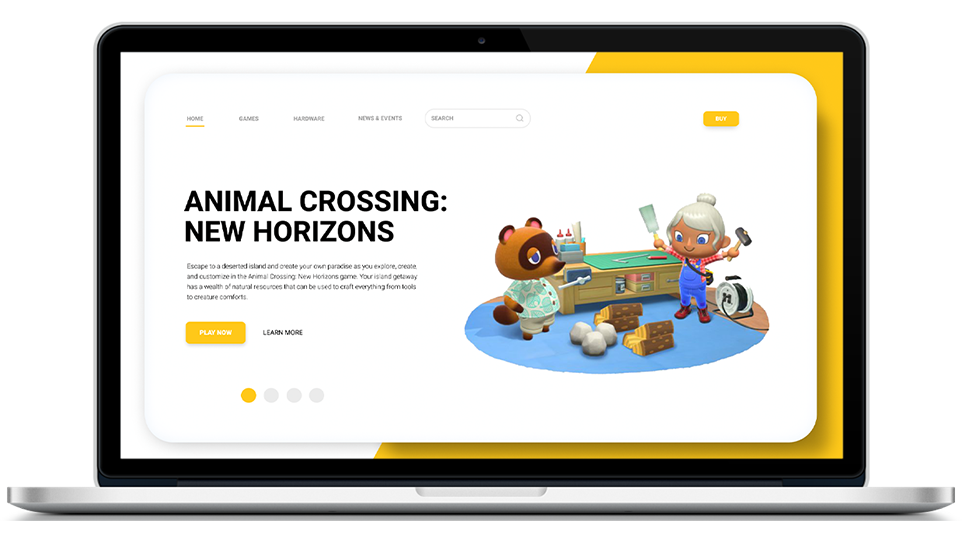 HOME
GAMES
HARDWARE
NEWS & EVENTS
SEARCH
BUY
ANIMAL CROSSING:
NEW HORIZONS
Escape to a deserted island and create your own paradise as you explore, create,
and customize in the Animal Crossing: New Horizons game. Your island getaway
has a wealth of natural resources that can be used to craft everything from tools
to creature comforts.
PLAY NOW
LEARN MORE